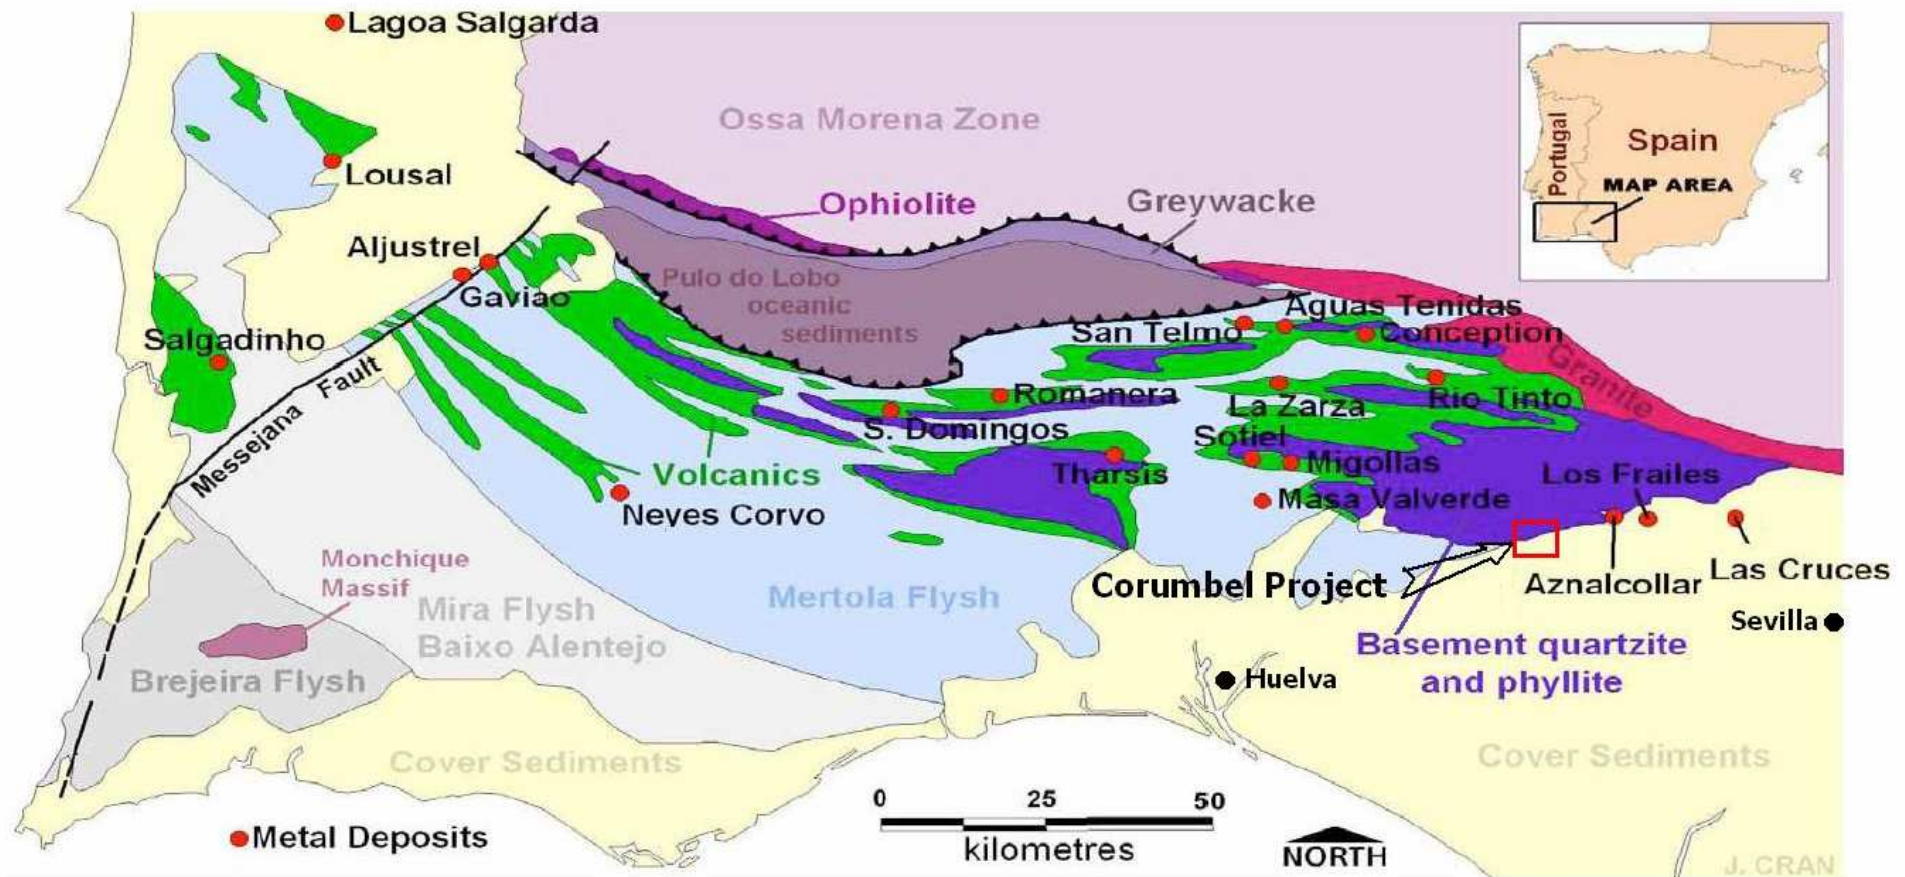 Lagoa Salgarda
Ossa Morena Zone
Portugal
Spain
MAP AREA
Lousal
Ophiolite
Greywacke
Aljustrel
Gaviao
Pulo do Lobo
oceanic
sediments
Aguas Tenidas
San Telmo
Conception
Salgadinho
Granite
Messejana Fault
Romanera
La Zarza
Rio Tinto
S. Domingos
Sotiel
Volcanics
Tharsis
Migollas
Los Frailes
Masa Valverde
Neves Corvo
Monchique
Massif
Mira Flysh
Baixo Alentejo
Mertola Flysh
Corumbel Project
Aznalcollar
Las Cruces
Sevilla
Brejeira Flysh
Huelva
Basement quartzite
and phyllite
Cover Sediments
Cover Sediments
0 25 50
kilometres
NORTH
Metal Deposits
J. CRAN